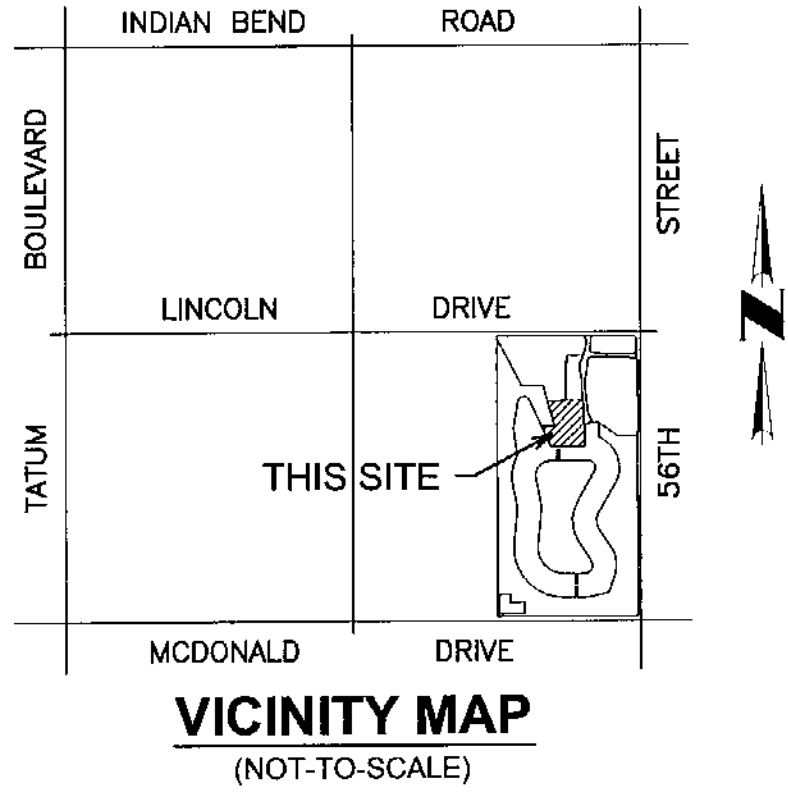 INDIAN BEND ROAD
BOULEVARD
STREET
N
LINCOLN DRIVE
TATUM
THIS SITE
56TH
MCDONALD DRIVE
VICINITY MAP
(NOT-TO-SCALE)